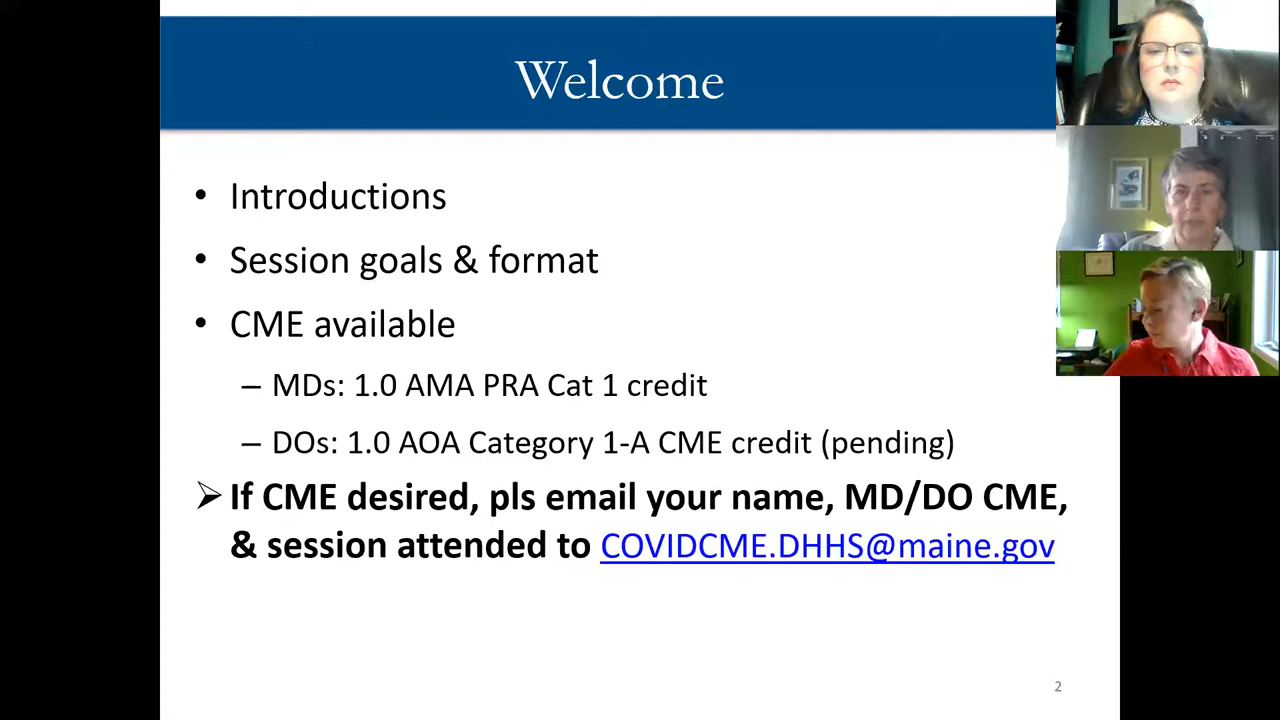 Welcome
• Introductions
• Session goals & format
• CME available
– MDs: 1.0 AMA PRA Cat 1 credit
– DOs: 1.0 AOA Category 1-A CME credit (pending)
➢ If CME desired, pls email your name, MD/DO CME,
& session attended to COVIDCME.DHHS@maine.gov
2